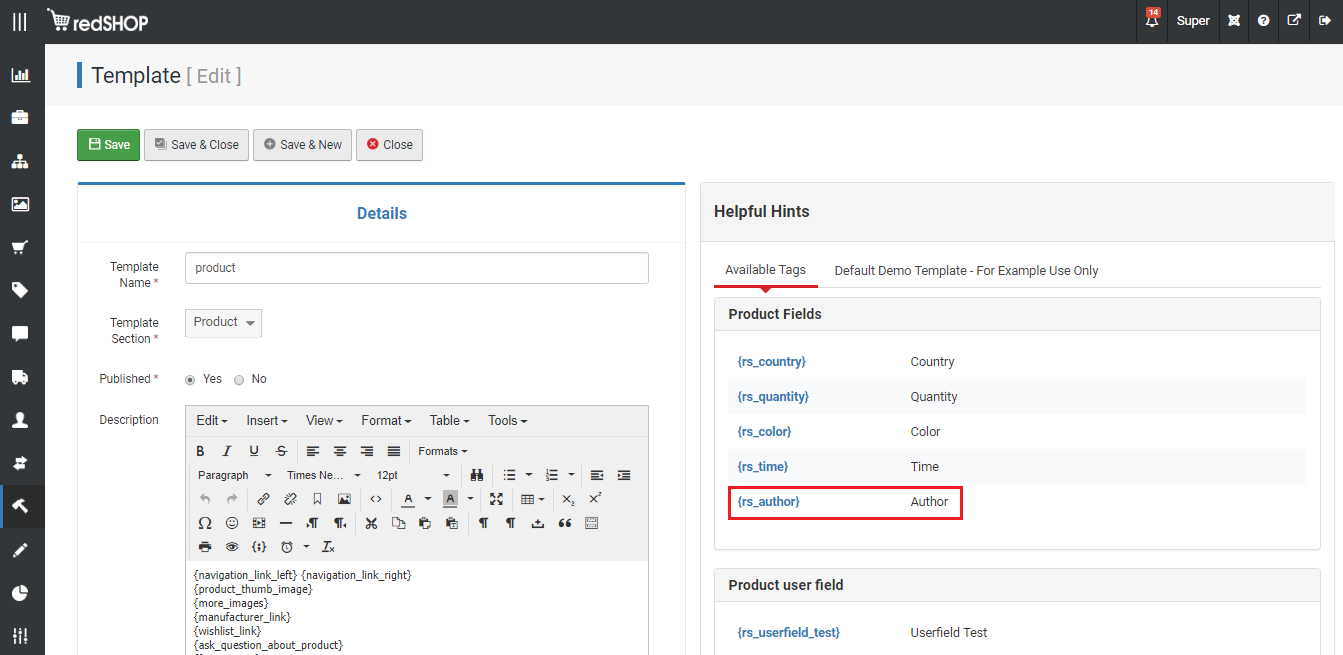 redSHOP
14
Super
Template [ Edit ]
Save
Save & Close
Save & New
Close
Details
Template Name *
product
Template Section *
Product
Published *
Yes
No
Description
Edit
Insert
View
Format
Table
Tools
B I U S
Formats
Paragraph
Times Ne...
12pt
{navigation_link_left} {navigation_link_right}
{product_thumb_image}
{more_images}
{manufacturer_link}
{wishlist_link}
{ask_question_about_product}
Helpful Hints
Available Tags
Default Demo Template - For Example Use Only
Product Fields
{rs_country} Country
{rs_quantity} Quantity
{rs_color} Color
{rs_time} Time
{rs_author} Author
Product user field
{rs_userfield_test} Userfield Test